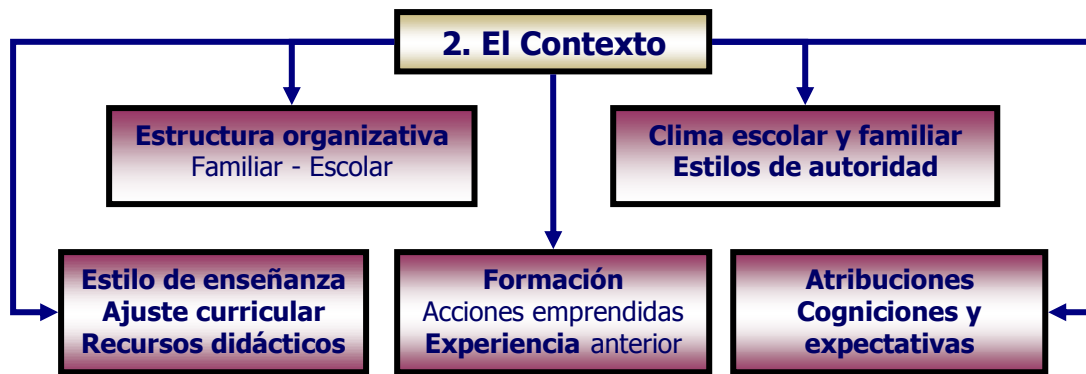 2. El Contexto
Estructura organizativa
Familiar - Escolar
Clima escolar y familiar
Estilos de autoridad
Estilo de enseñanza
Ajuste curricular
Recursos didácticos
Formación
Acciones emprendidas
Experiencia anterior
Atribuciones
Cogniciones y
expectativas